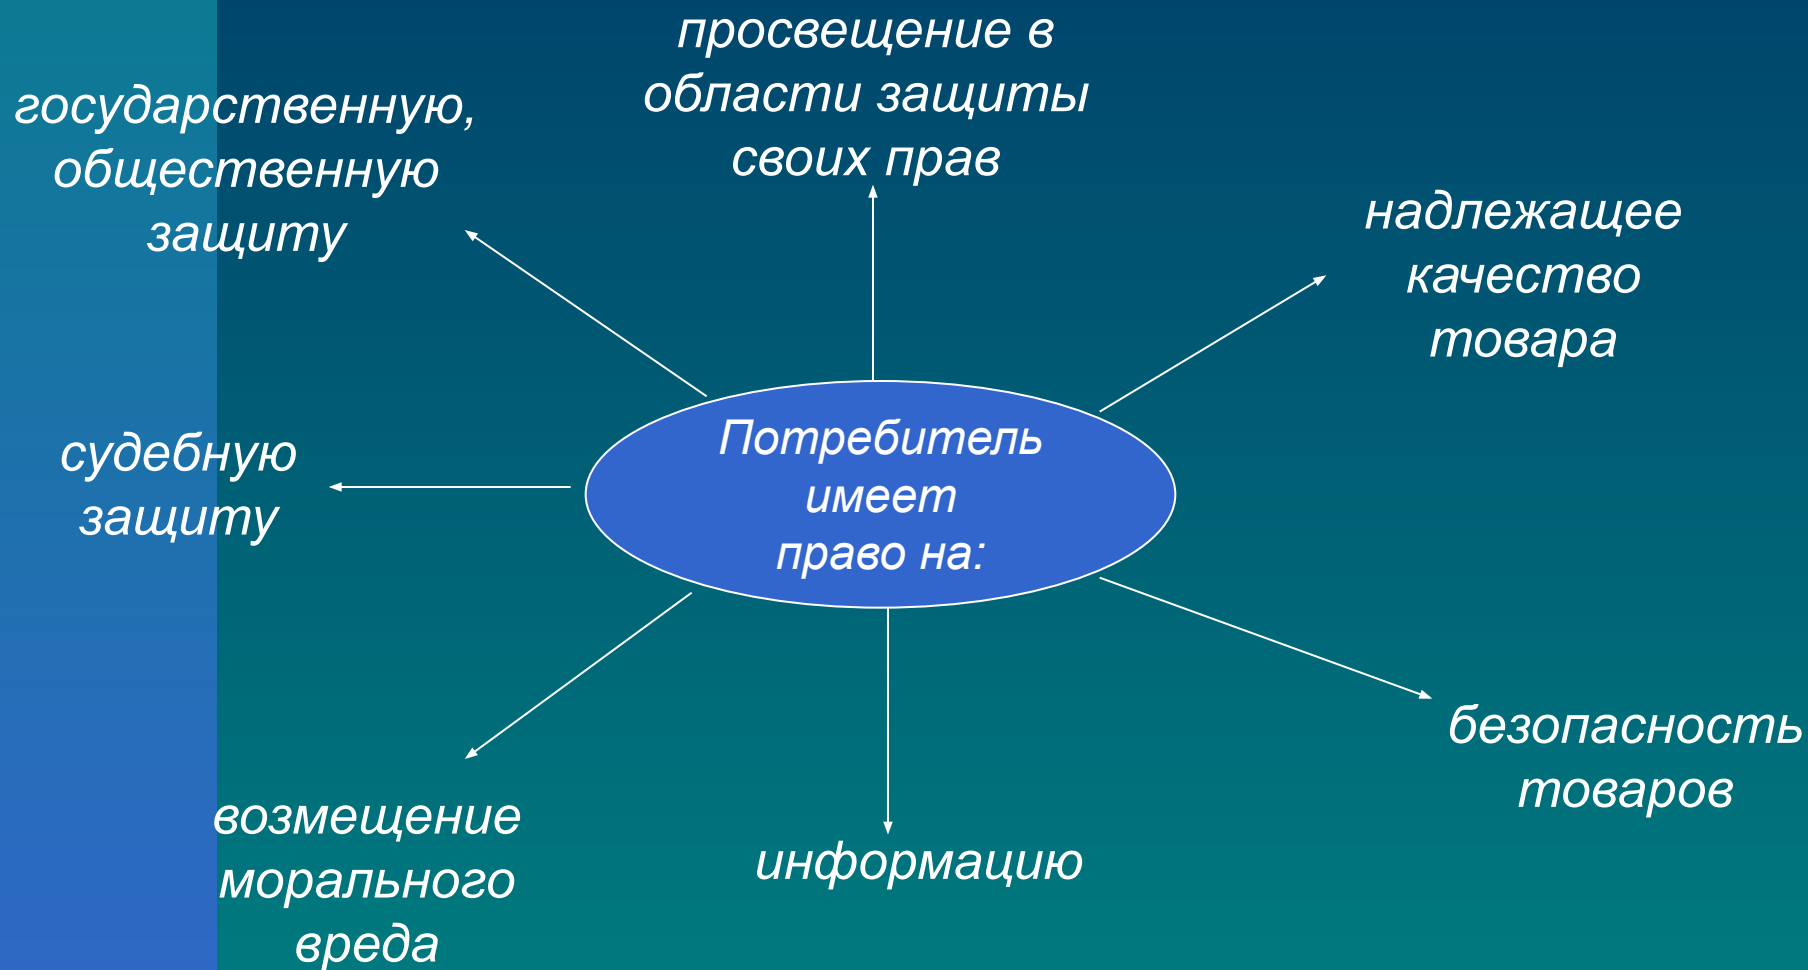 просвещение в
области защиты
своих прав
государственную,
общественную
защиту
надлежащее
качество
товара
судебную
защиту
Потребитель
имеет
право на:
безопасность
товаров
возмещение
морального
вреда
информацию